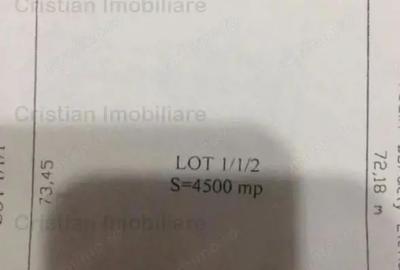 Cristian Imobiliare
Cristian Imobiliare
Cristian Imobiliare
LOT 1/1/2
S=4500 mp
73,45
72,18 m